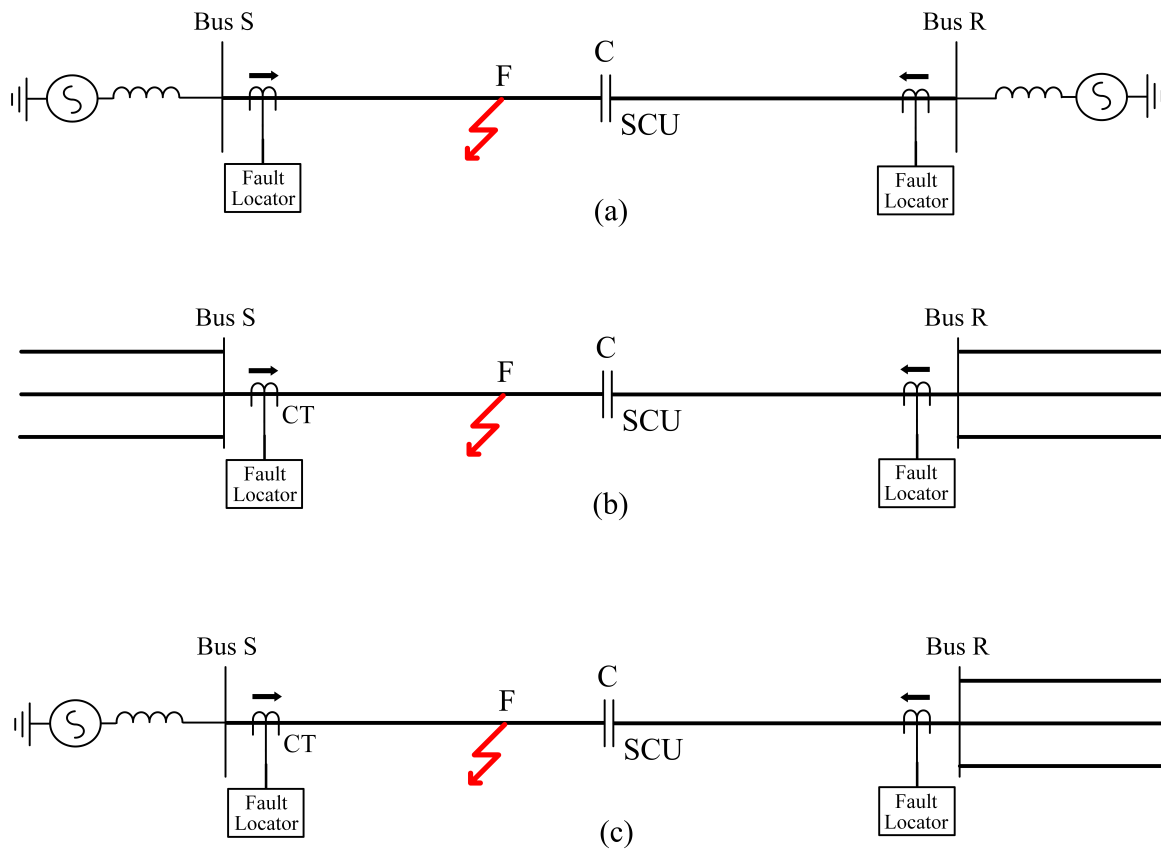 Bus S
Bus R
C
F
SCU
Fault
Locator
Fault
Locator
(a)
Bus S
Bus R
C
F
CT
SCU
Fault
Locator
Fault
Locator
(b)
Bus S
Bus R
C
F
CT
SCU
Fault
Locator
Fault
Locator
(c)